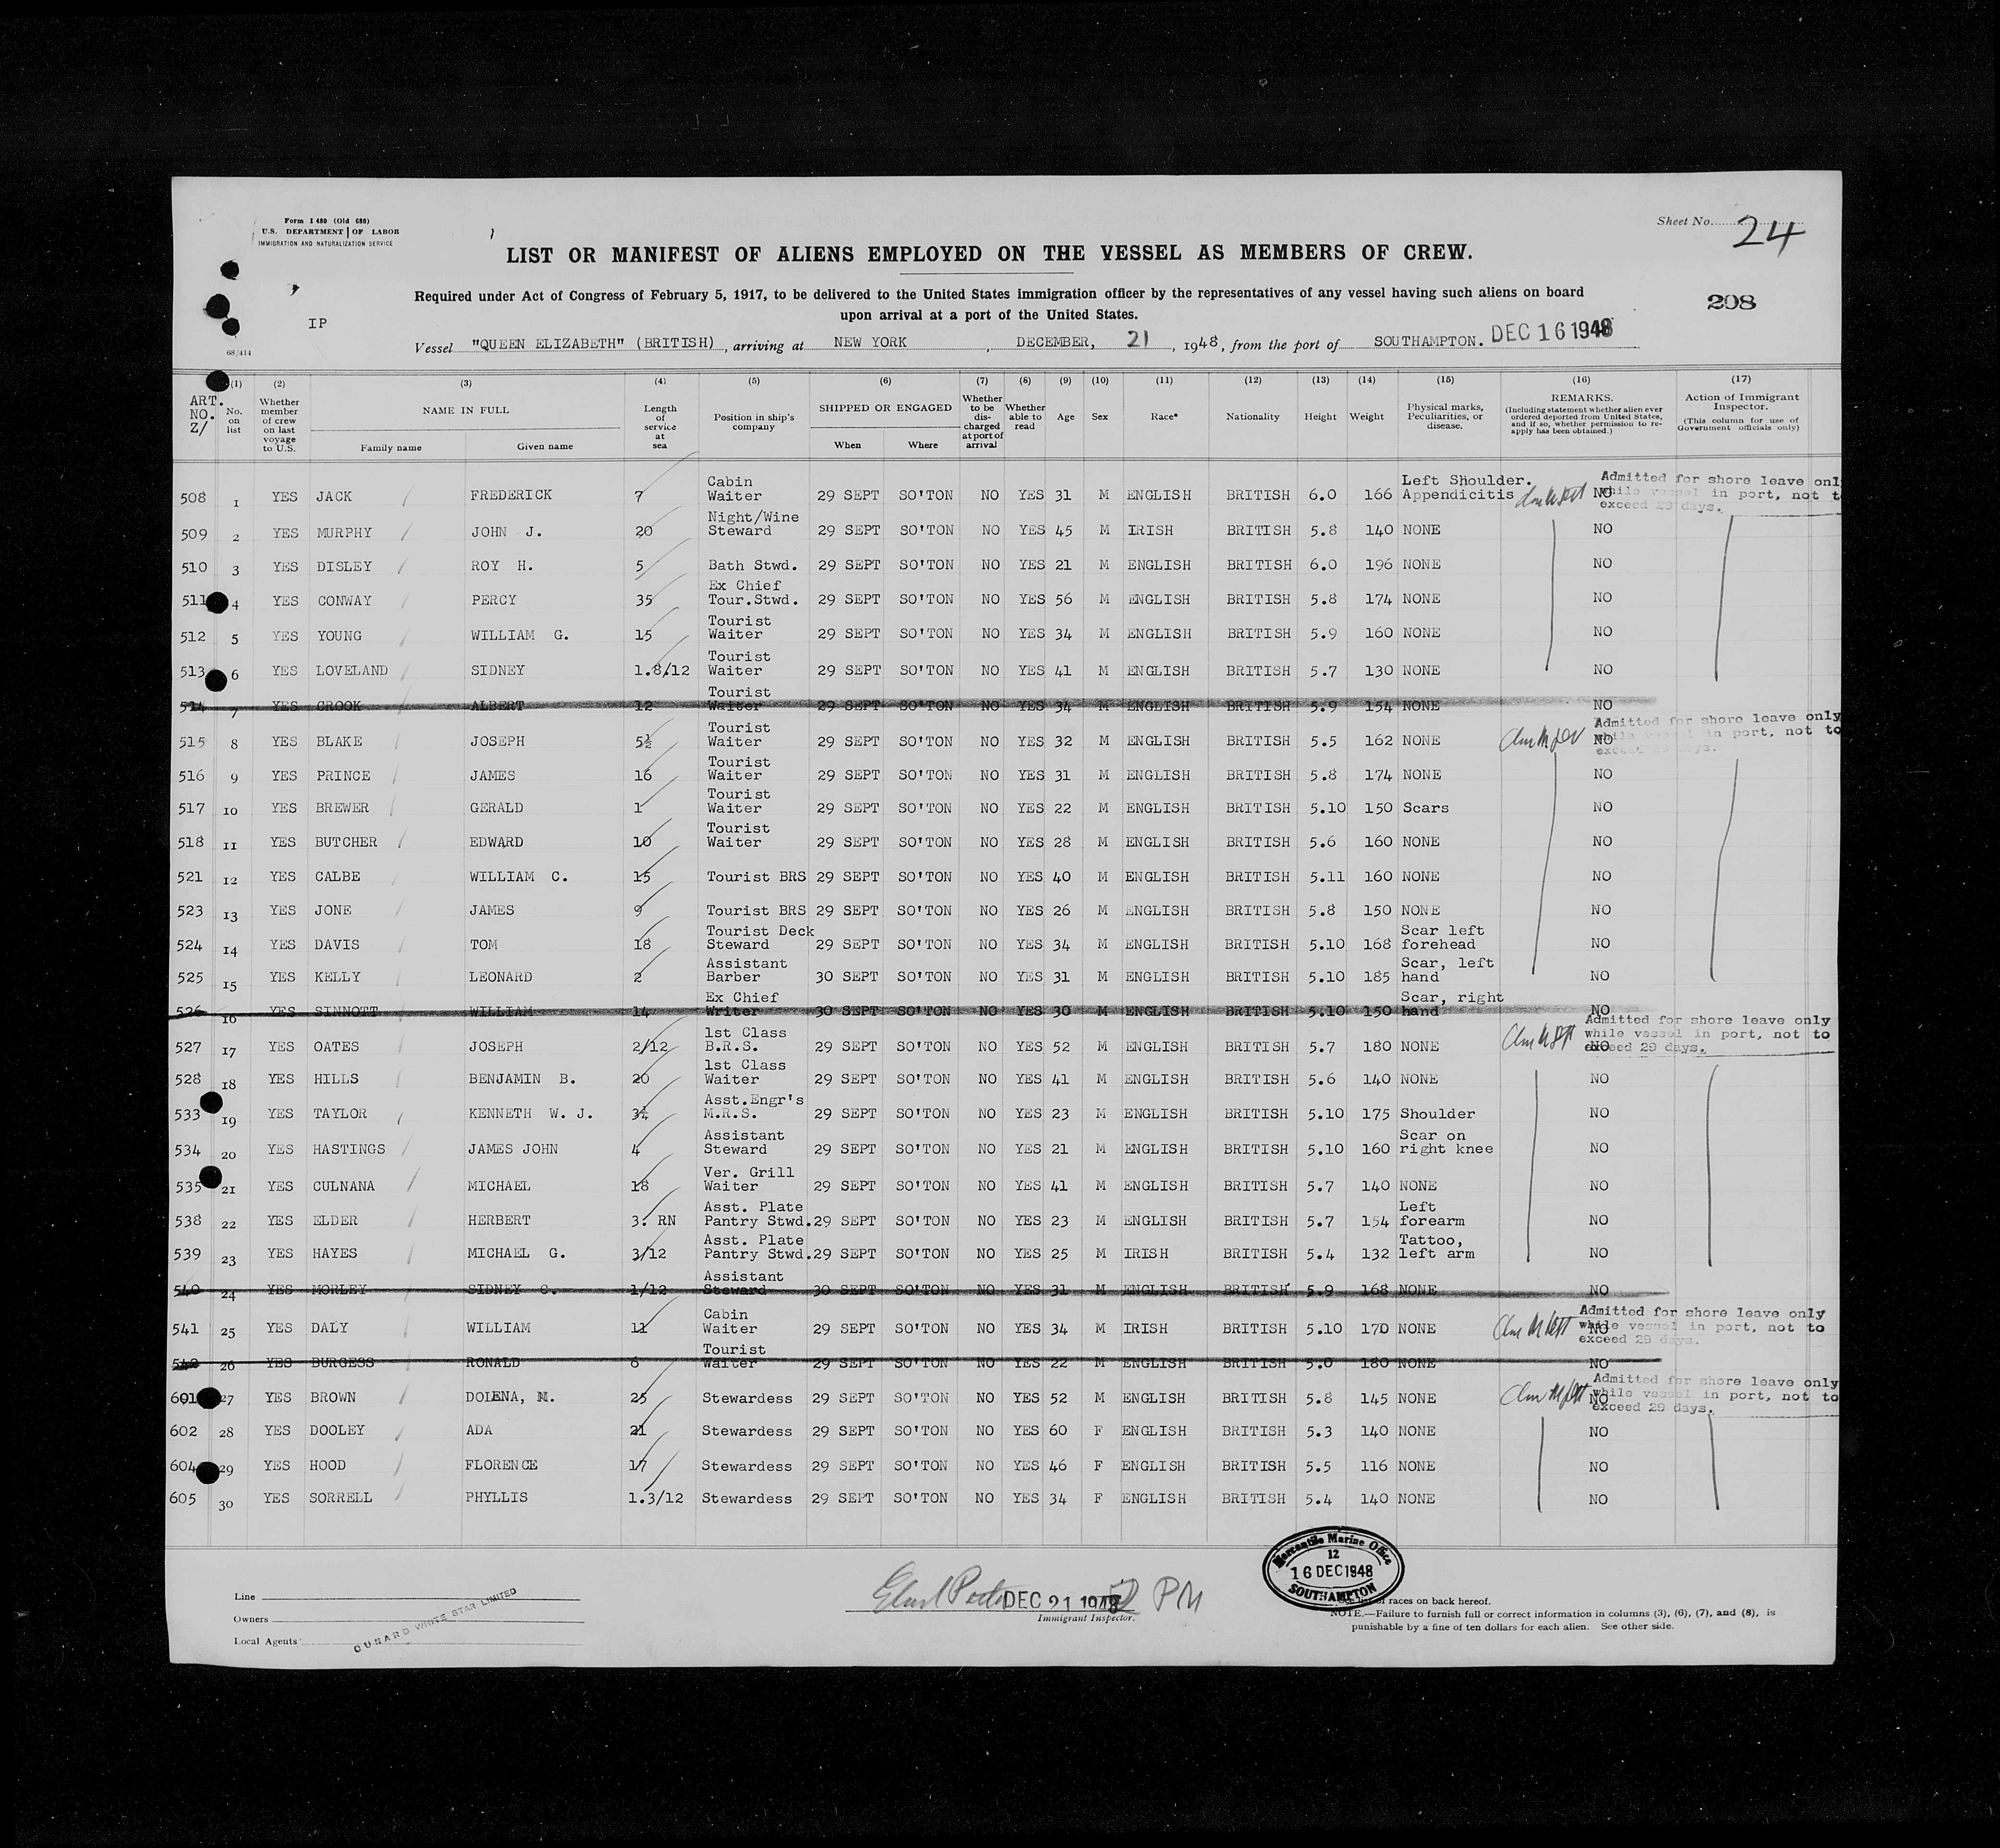 Form I 480 (Old 680)
U.S. DEPARTMENT OF LABOR
IMMIGRATION AND NATURALIZATION SERVICE
Sheet No. 24
LIST OR MANIFEST OF ALIENS EMPLOYED ON THE VESSEL AS MEMBERS OF CREW.
Required under Act of Congress of February 5, 1917, to be delivered to the United States immigration officer by the representatives of any vessel having such aliens on board
upon arrival at a port of the United States.
208
IP
68/414
Vessel "QUEEN ELIZABETH" (BRITISH), arriving at NEW YORK, DECEMBER, 21, 1948, from the port of SOUTHAMPTON. DEC 16 1948
ART. NO. Z/ (1) No. on list (2) Whether member of crew on last voyage to U.S. (3) NAME IN FULL Family name Given name (4) Length of service at sea (5) Position in ship's company (6) SHIPPED OR ENGAGED When Where (7) Whether to be discharged at port of arrival (8) Whether able to read (9) Age (10) Sex (11) Race* (12) Nationality (13) Height (14) Weight (15) Physical marks, Peculiarities, or disease. (16) REMARKS. (Including statement whether alien ever ordered deported from United States, and if so, whether permission to re-apply has been obtained.) (17) Action of Immigrant Inspector. (This column for use of Government officials only)
508 1 YES JACK FREDERICK 7 Cabin Waiter 29 SEPT SO'TON NO YES 31 M ENGLISH BRITISH 6.0 166 Left Shoulder. Appendicitis NO Admitted for shore leave only while vessel in port, not to exceed 29 days.
509 2 YES MURPHY JOHN J. 20 Night/Wine Steward 29 SEPT SO'TON NO YES 45 M IRISH BRITISH 5.8 140 NONE NO
510 3 YES DISLEY ROY H. 5 Bath Stwd. 29 SEPT SO'TON NO YES 21 M ENGLISH BRITISH 6.0 196 NONE NO
511 4 YES CONWAY PERCY 35 Ex Chief Tour.Stwd. 29 SEPT SO'TON NO YES 56 M ENGLISH BRITISH 5.8 174 NONE NO
512 5 YES YOUNG WILLIAM G. 15 Tourist Waiter 29 SEPT SO'TON NO YES 34 M ENGLISH BRITISH 5.9 160 NONE NO
513 6 YES LOVELAND SIDNEY 1.8/12 Tourist Waiter 29 SEPT SO'TON NO YES 41 M ENGLISH BRITISH 5.7 130 NONE NO
514 7 YES CROOK ALBERT 12 Tourist Waiter 29 SEPT SO'TON NO YES 34 M ENGLISH BRITISH 5.9 154 NONE NO
515 8 YES BLAKE JOSEPH 5½ Tourist Waiter 29 SEPT SO'TON NO YES 32 M ENGLISH BRITISH 5.5 162 NONE NO Admitted for shore leave only while vessel in port, not to exceed 29 days.
516 9 YES PRINCE JAMES 16 Tourist Waiter 29 SEPT SO'TON NO YES 31 M ENGLISH BRITISH 5.8 174 NONE NO
517 10 YES BREWER GERALD 1 Tourist Waiter 29 SEPT SO'TON NO YES 22 M ENGLISH BRITISH 5.10 150 Scars NO
518 11 YES BUTCHER EDWARD 10 Tourist Waiter 29 SEPT SO'TON NO YES 28 M ENGLISH BRITISH 5.6 160 NONE NO
521 12 YES CALBE WILLIAM C. 15 Tourist BRS 29 SEPT SO'TON NO YES 40 M ENGLISH BRITISH 5.11 160 NONE NO
523 13 YES JONE JAMES 9 Tourist BRS 29 SEPT SO'TON NO YES 26 M ENGLISH BRITISH 5.8 150 NONE NO
524 14 YES DAVIS TOM 18 Tourist Deck Steward 29 SEPT SO'TON NO YES 34 M ENGLISH BRITISH 5.10 168 Scar left forehead NO
525 15 YES KELLY LEONARD 2 Assistant Barber 30 SEPT SO'TON NO YES 31 M ENGLISH BRITISH 5.10 185 Scar, left hand NO
526 16 YES SINNOTT WILLIAM 14 Ex Chief Writer 30 SEPT SO'TON NO YES 30 M ENGLISH BRITISH 5.10 150 Scar, right hand NO
527 17 YES OATES JOSEPH 2/12 1st Class B.R.S. 29 SEPT SO'TON NO YES 52 M ENGLISH BRITISH 5.7 180 NONE NO Admitted for shore leave only while vessel in port, not to exceed 29 days.
528 18 YES HILLS BENJAMIN B. 20 1st Class Waiter 29 SEPT SO'TON NO YES 41 M ENGLISH BRITISH 5.6 140 NONE NO
533 19 YES TAYLOR KENNETH W. J. Asst.Engr's M.R.S. 29 SEPT SO'TON NO YES 23 M ENGLISH BRITISH 5.10 175 Shoulder NO
534 20 YES HASTINGS JAMES JOHN 4 Assistant Steward 29 SEPT SO'TON NO YES 21 M ENGLISH BRITISH 5.10 160 Scar on right knee NO
535 21 YES CULNANA MICHAEL 18 Ver. Grill Waiter 29 SEPT SO'TON NO YES 41 M ENGLISH BRITISH 5.7 140 NONE NO
538 22 YES ELDER HERBERT 3. RN Asst. Plate Pantry Stwd. 29 SEPT SO'TON NO YES 23 M ENGLISH BRITISH 5.7 154 Left forearm NO
539 23 YES HAYES MICHAEL G. 3/12 Asst. Plate Pantry Stwd. 29 SEPT SO'TON NO YES 25 M IRISH BRITISH 5.4 132 Tattoo, left arm NO
540 24 YES MORLEY SIDNEY C. 1/12 Assistant Steward 30 SEPT SO'TON NO YES 31 M ENGLISH BRITISH 5.9 168 NONE NO
541 25 YES DALY WILLIAM 11 Cabin Waiter 29 SEPT SO'TON NO YES 34 M IRISH BRITISH 5.10 170 NONE NO Admitted for shore leave only while vessel in port, not to exceed 29 days.
542 26 YES BURGESS RONALD 6 Tourist Waiter 29 SEPT SO'TON NO YES 22 M ENGLISH BRITISH 5.0 180 NONE NO
601 27 YES BROWN DOLENA, M. 25 Stewardess 29 SEPT SO'TON NO YES 52 M ENGLISH BRITISH 5.8 145 NONE NO Admitted for shore leave only while vessel in port, not to exceed 29 days.
602 28 YES DOOLEY ADA 21 Stewardess 29 SEPT SO'TON NO YES 60 F ENGLISH BRITISH 5.3 140 NONE NO
604 29 YES HOOD FLORENCE 17 Stewardess 29 SEPT SO'TON NO YES 46 F ENGLISH BRITISH 5.5 116 NONE NO
605 30 YES SORRELL PHYLLIS 1.3/12 Stewardess 29 SEPT SO'TON NO YES 34 F ENGLISH BRITISH 5.4 140 NONE NO
Line
Owners
Local Agents
CUNARD WHITE STAR LIMITED
DEC 21 1948 PM
Immigrant Inspector.
Mercantile Marine Office
12
16 DEC 1948
SOUTHAMPTON
of races on back hereof.
NOTE.—Failure to furnish full or correct information in columns (3), (6), (7), and (8), is
punishable by a fine of ten dollars for each alien. See other side.